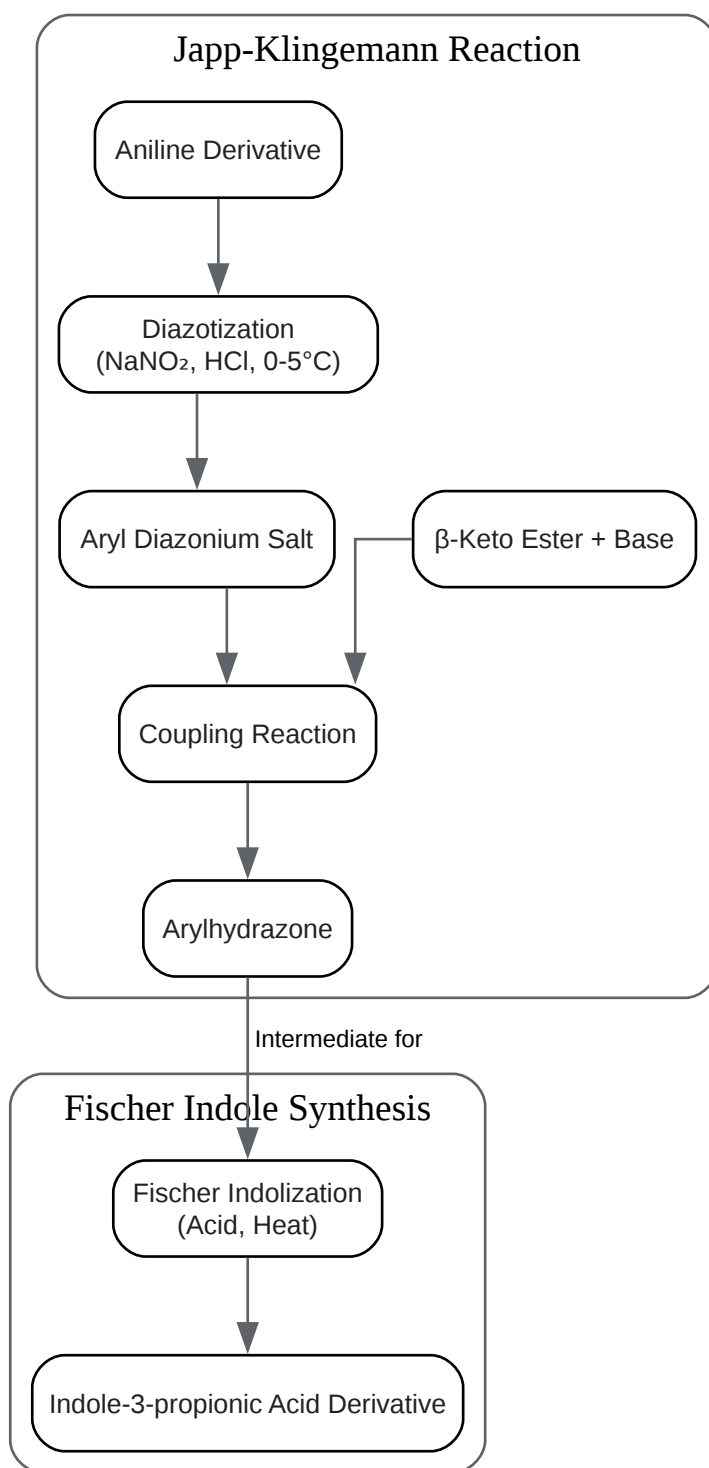 Japp-Klingemann Reaction
Aniline Derivative
Diazotization
(NaNO₂, HCl, 0-5°C)
Aryl Diazonium Salt
β-Keto Ester + Base
Coupling Reaction
Arylhydrazone
Intermediate for
Fischer Indole Synthesis
Fischer Indolization
(Acid, Heat)
Indole-3-propionic Acid Derivative